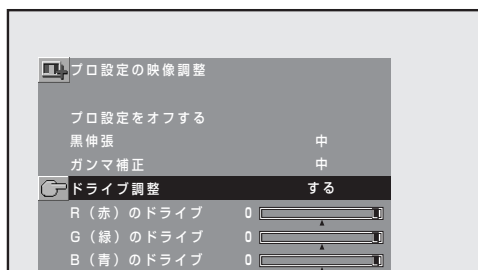 プロ設定の映像調整
プロ設定をオフする
黒伸張 中
ガンマ補正 中
ドライブ調整 する
R(赤)のドライブ 0
G(緑)のドライブ 0
B(青)のドライブ 0